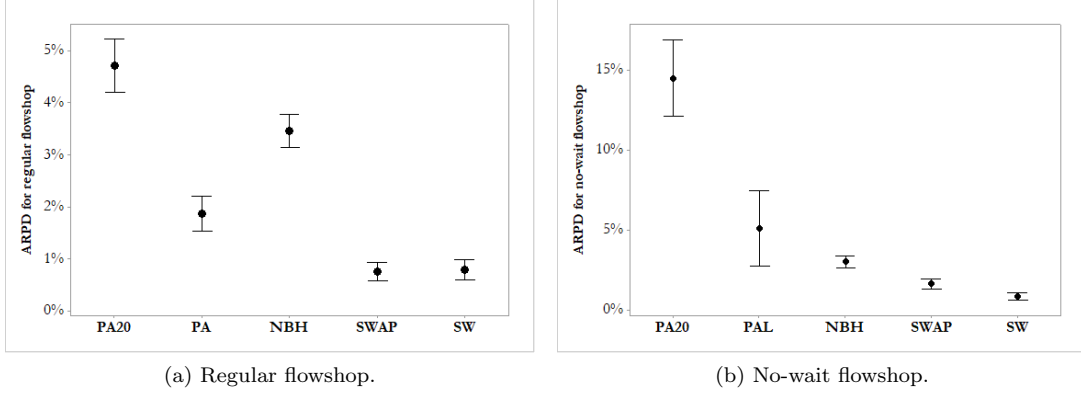 ARPD for regular flowshop
5%
4%
3%
2%
1%
0%
PA20 PA NBH SWAP SW
(a) Regular flowshop.
ARPD for no-wait flowshop
15%
10%
5%
0%
PA20 PAL NBH SWAP SW
(b) No-wait flowshop.